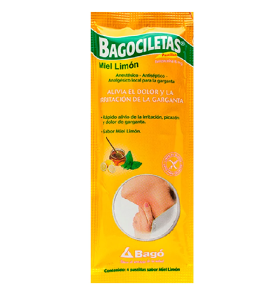 BAGOCILETAS
Miel Limón
Anestésico - Antiséptico
Analgésico local para la garganta
ALIVIA EL DOLOR Y LA
IRRITACIÓN DE LA GARGANTA
Rápido alivio de la irritación, picazón
y dolor de garganta.
Sabor Miel Limón.
Bagó
Contenido: 4 pastillas sabor Miel Limón